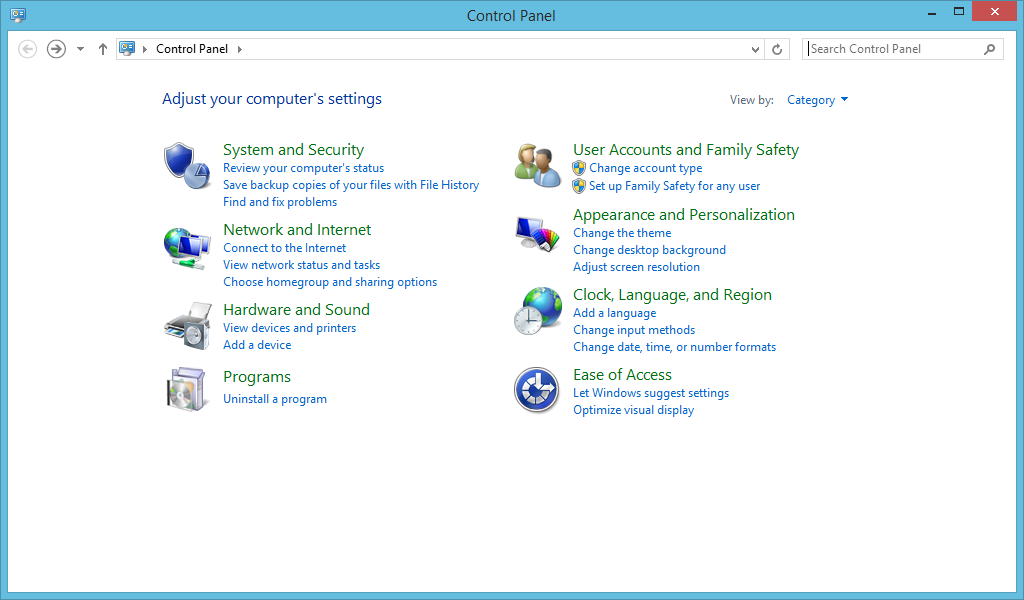 Control Panel
Control Panel
Search Control Panel
Adjust your computer's settings
View by: Category
System and Security
Review your computer's status
Save backup copies of your files with File History
Find and fix problems
Network and Internet
Connect to the Internet
View network status and tasks
Choose homegroup and sharing options
Hardware and Sound
View devices and printers
Add a device
Programs
Uninstall a program
User Accounts and Family Safety
Change account type
Set up Family Safety for any user
Appearance and Personalization
Change the theme
Change desktop background
Adjust screen resolution
Clock, Language, and Region
Add a language
Change input methods
Change date, time, or number formats
Ease of Access
Let Windows suggest settings
Optimize visual display